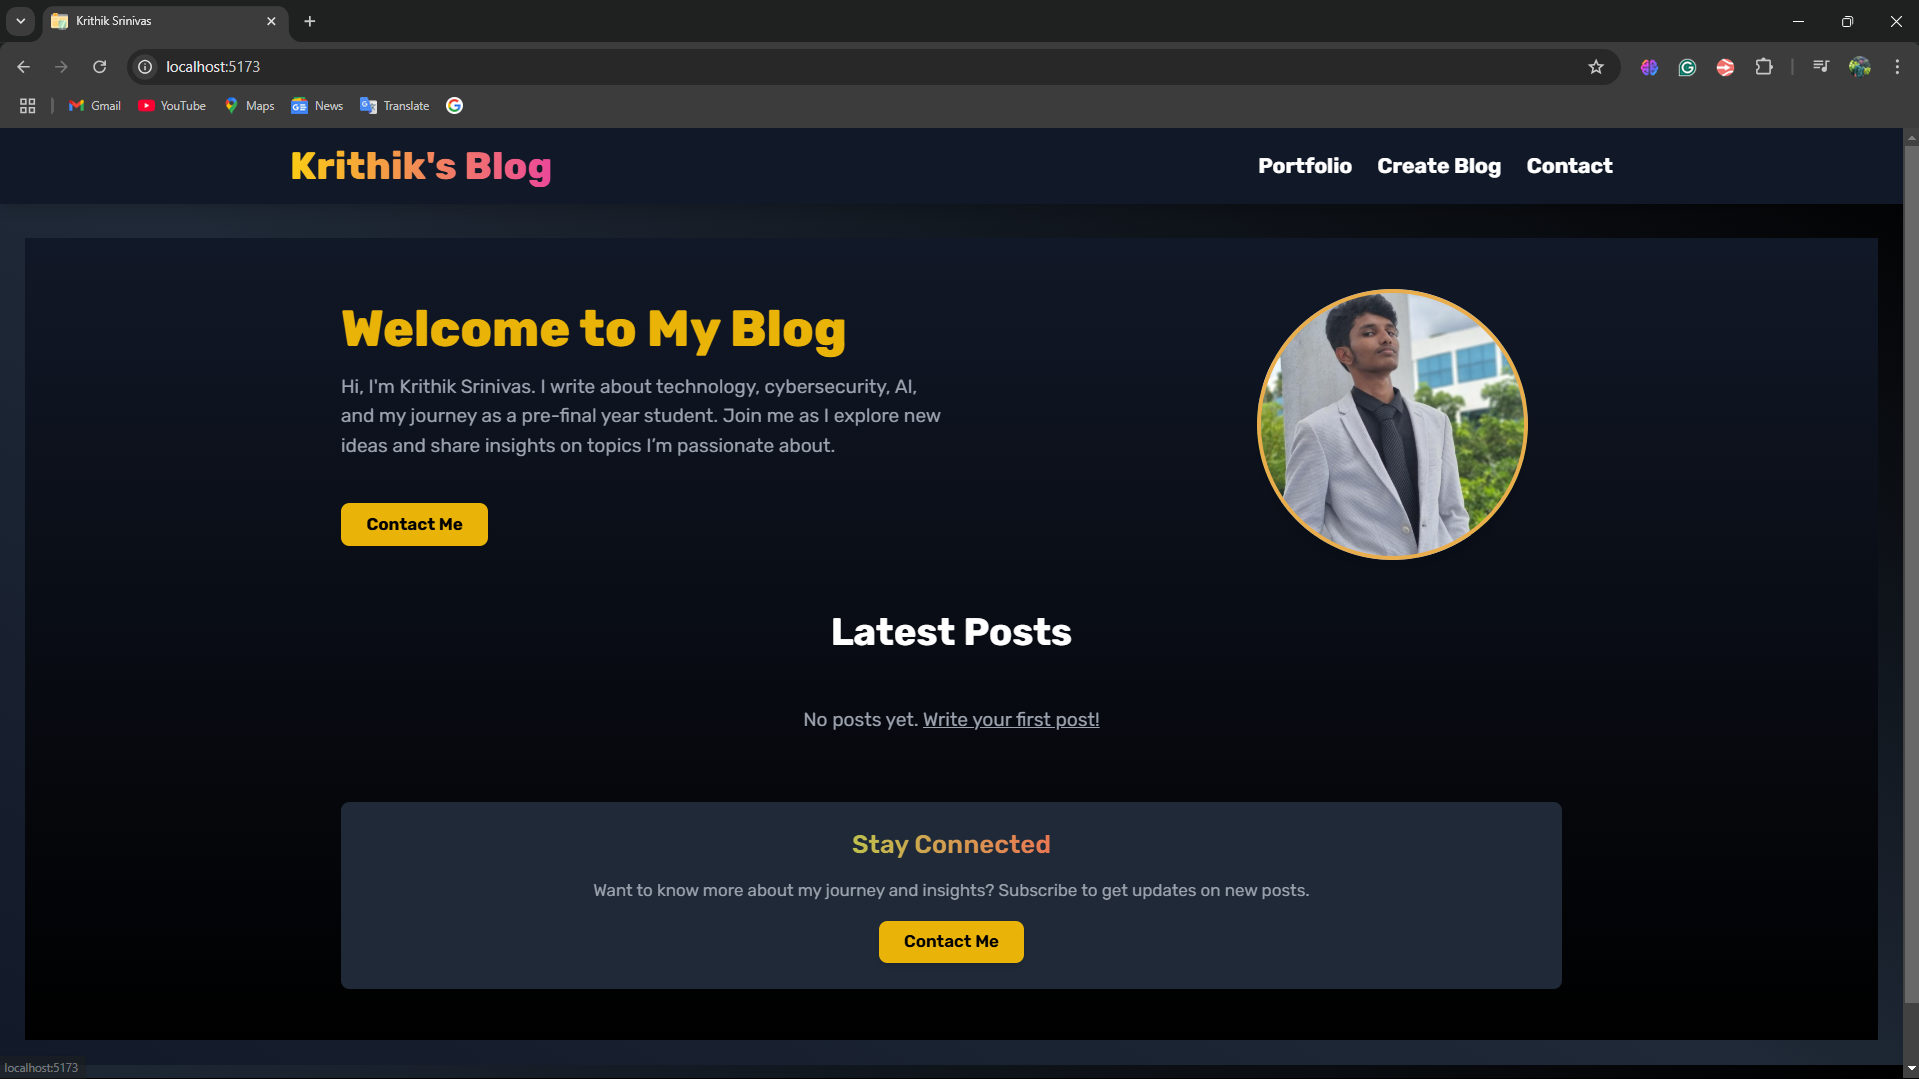 Krithik Srinivas
localhost:5173
Gmail YouTube Maps News Translate
Krithik's Blog
Portfolio Create Blog Contact
Welcome to My Blog
Hi, I'm Krithik Srinivas. I write about technology, cybersecurity, AI,
and my journey as a pre-final year student. Join me as I explore new
ideas and share insights on topics I’m passionate about.
Contact Me
Latest Posts
No posts yet. Write your first post!
Stay Connected
Want to know more about my journey and insights? Subscribe to get updates on new posts.
Contact Me
localhost:5173